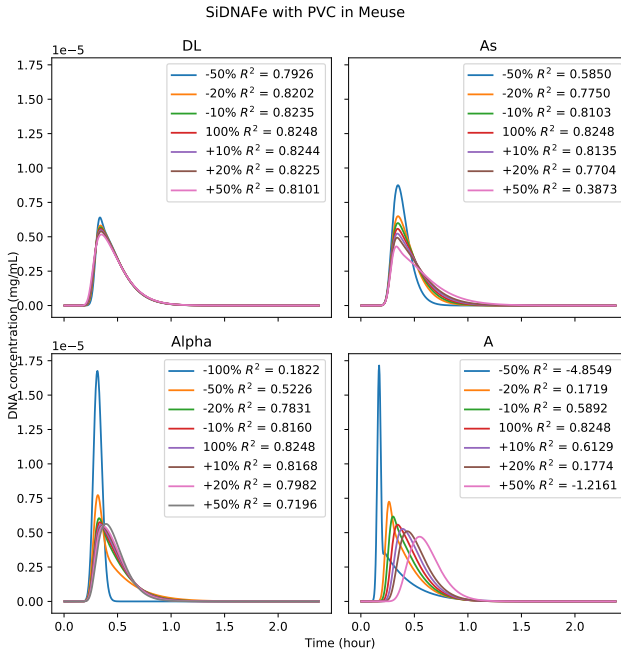 SiDNAFe with PVC in Meuse
DL
1e−5
-50% R² = 0.7926
-20% R² = 0.8202
-10% R² = 0.8235
100% R² = 0.8248
+10% R² = 0.8244
+20% R² = 0.8225
+50% R² = 0.8101
1.75
1.50
1.25
1.00
0.75
0.50
0.25
0.00
As
-50% R² = 0.5850
-20% R² = 0.7750
-10% R² = 0.8103
100% R² = 0.8248
+10% R² = 0.8135
+20% R² = 0.7704
+50% R² = 0.3873
DNA concentration (mg/mL)
Alpha
1e−5
-100% R² = 0.1822
-50% R² = 0.5226
-20% R² = 0.7831
-10% R² = 0.8160
100% R² = 0.8248
+10% R² = 0.8168
+20% R² = 0.7982
+50% R² = 0.7196
1.75
1.50
1.25
1.00
0.75
0.50
0.25
0.00
0.0 0.5 1.0 1.5 2.0
A
-50% R² = -4.8549
-20% R² = 0.1719
-10% R² = 0.5892
100% R² = 0.8248
+10% R² = 0.6129
+20% R² = 0.1774
+50% R² = -1.2161
0.0 0.5 1.0 1.5 2.0
Time (hour)